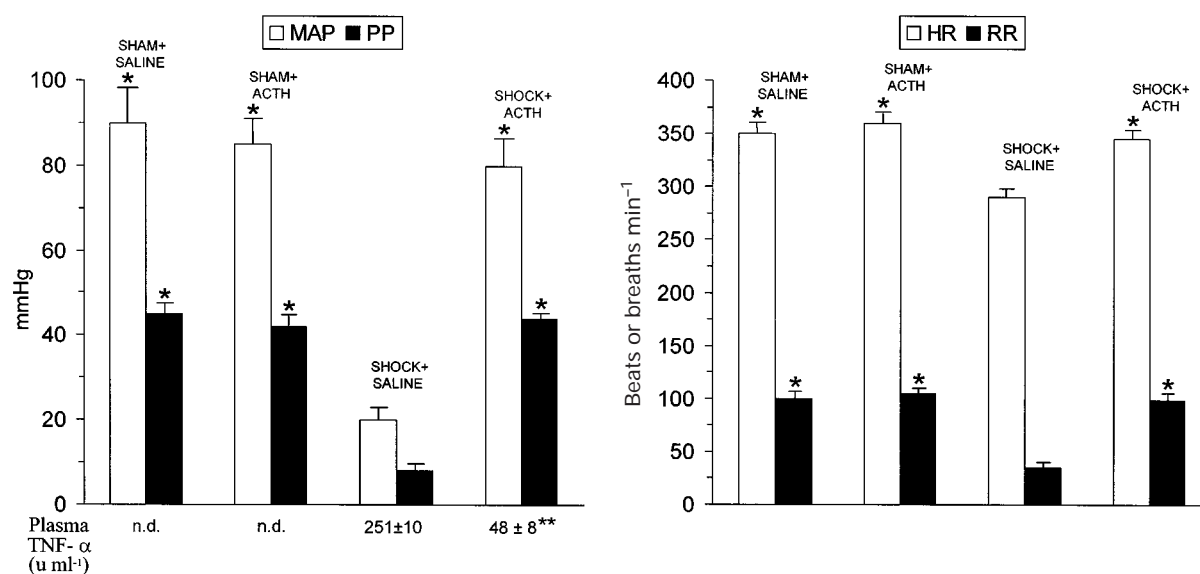 MAP PP
SHAM+
SALINE
*
*
SHAM+
ACTH
*
*
SHOCK+
SALINE
SHOCK+
ACTH
*
*
mmHg
100
80
60
40
20
0
Plasma
TNF- α
(u ml-1)
n.d.
n.d.
251±10
48 ± 8**
HR RR
SHAM+
SALINE
*
*
SHAM+
ACTH
*
*
SHOCK+
SALINE
SHOCK+
ACTH
*
*
Beats or breaths min−1
400
350
300
250
200
150
100
50
0